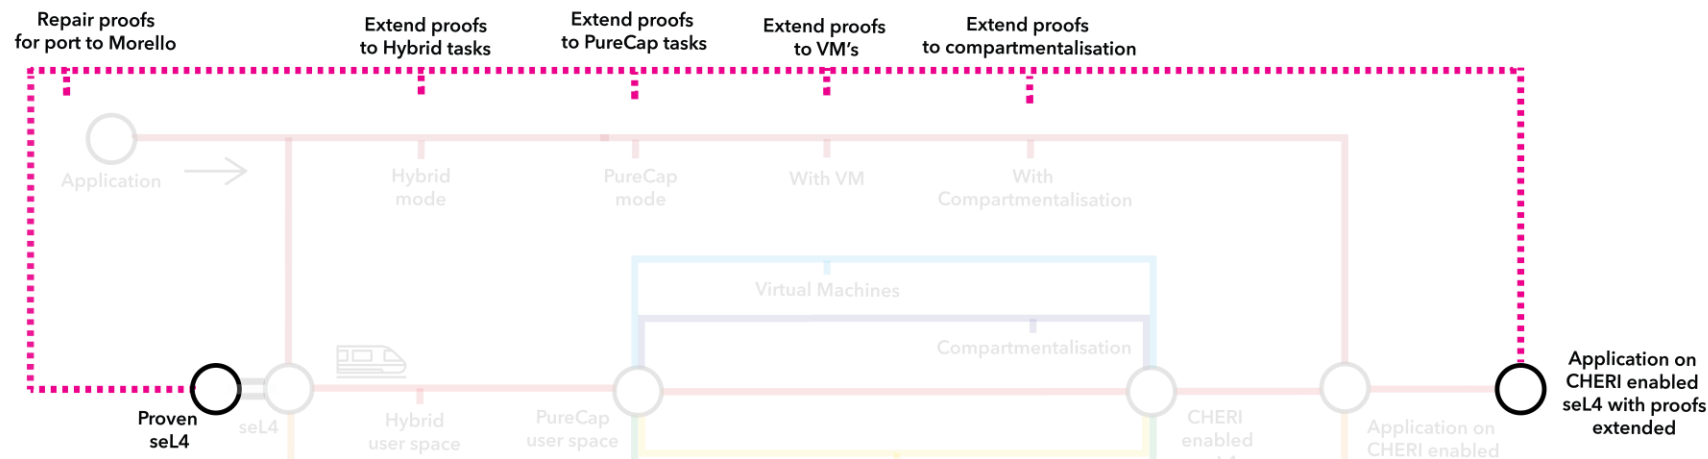 Repair proofs
for port to Morello
Extend proofs
to Hybrid tasks
Extend proofs
to PureCap tasks
Extend proofs
to VM's
Extend proofs
to compartmentalisation
Application
Hybrid
mode
PureCap
mode
With VM
With
Compartmentalisation
Virtual Machines
Compartmentalisation
Proven
seL4
seL4
Hybrid
user space
PureCap
user space
CHERI
enabled
Application on
CHERI enabled
Application on
CHERI enabled
seL4 with proofs
extended